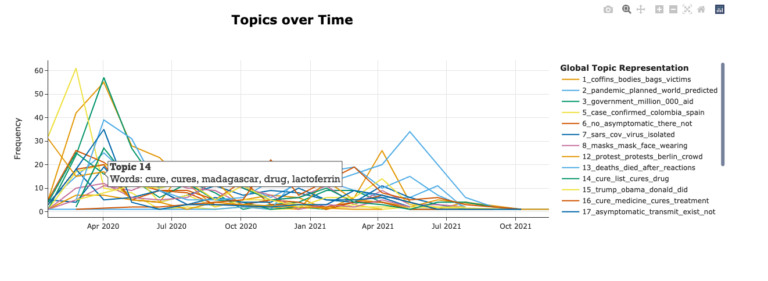 Topics over Time
Global Topic Representation
1_coffins_bodies_bags_victims
2_pandemic_planned_world_predicted
3_government_million_000_aid
5_case_confirmed_colombia_spain
6_no_asymptomatic_there_not
7_sars_cov_virus_isolated
8_masks_mask_face_wearing
12_protest_protests_berlin_crowd
13_deaths_died_after_reactions
14_cure_list_cures_drug
15_trump_obama_donald_did
16_cure_medicine_cures_treatment
17_asymptomatic_transmit_exist_not
Frequency
60
50
40
30
20
10
0
Topic 14
Words: cure, cures, madagascar, drug, lactoferrin
Apr 2020
Jul 2020
Oct 2020
Jan 2021
Apr 2021
Jul 2021
Oct 2021